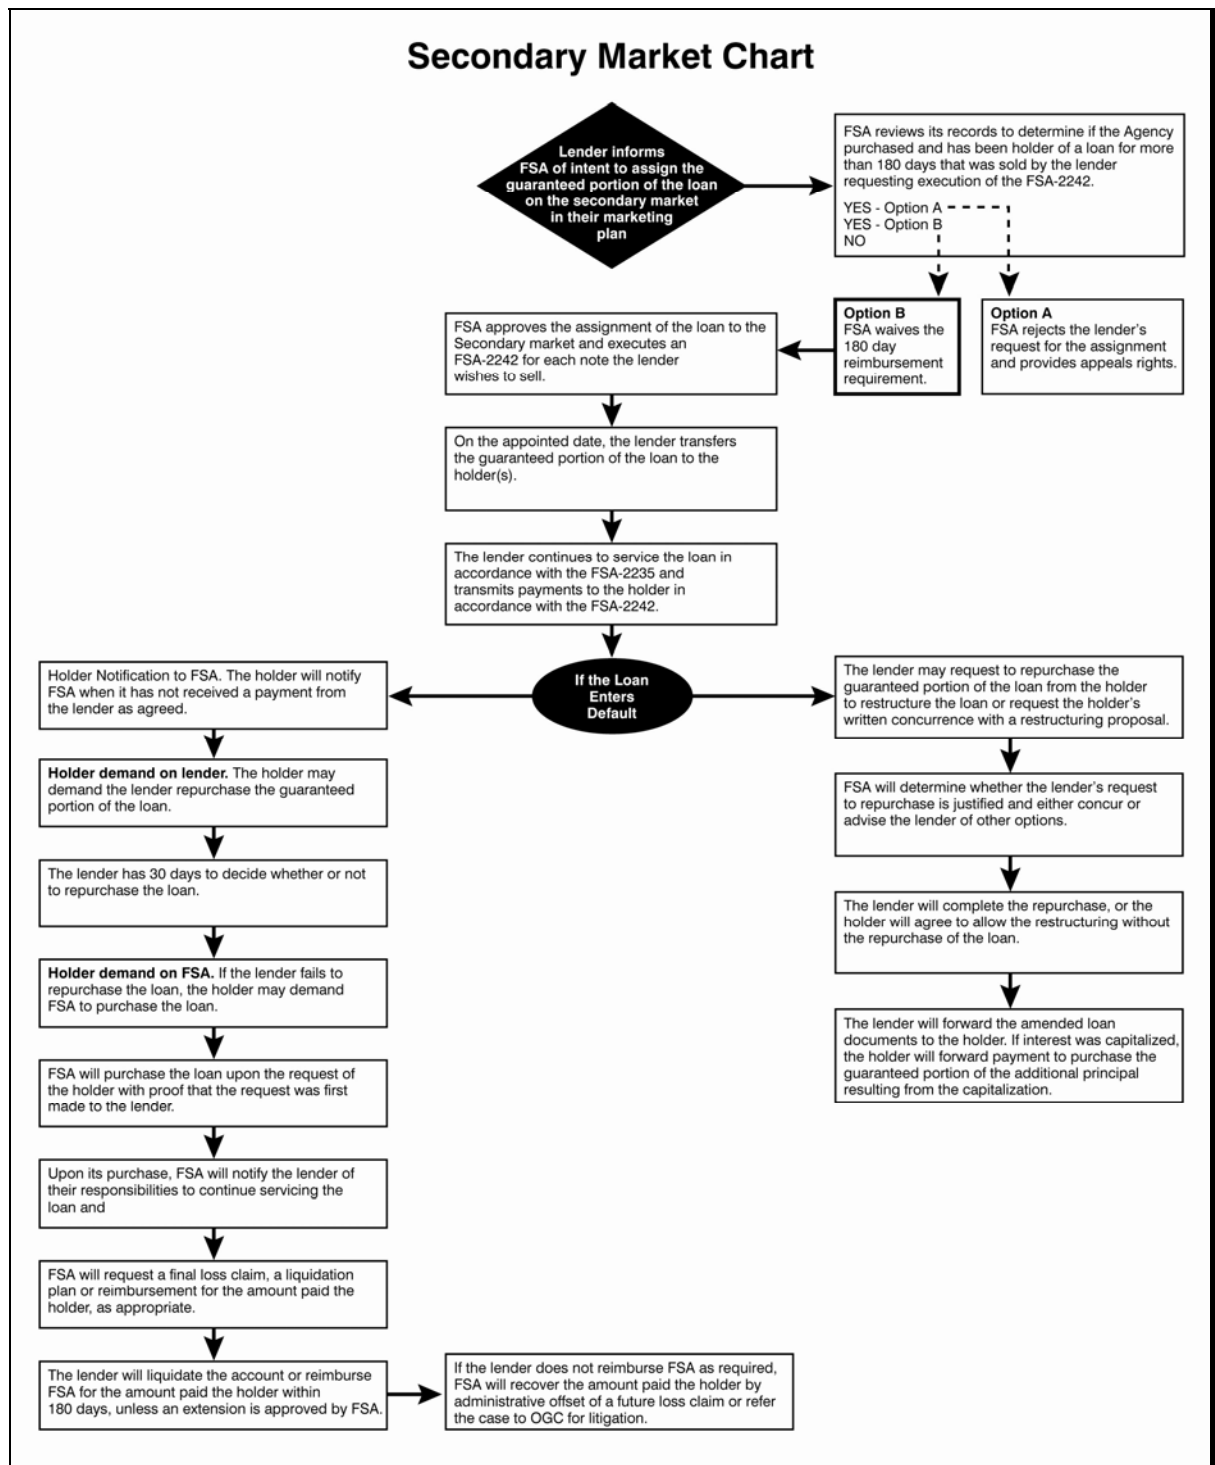 Secondary Market Chart
Lender informs
FSA of intent to assign the
guaranteed portion of the loan
on the secondary market
in their marketing
plan
FSA reviews its records to determine if the Agency
purchased and has been holder of a loan for more
than 180 days that was sold by the lender
requesting execution of the FSA-2242.
YES - Option A
YES - Option B
NO
Option B
FSA waives the
180 day
reimbursement
requirement.
Option A
FSA rejects the lender's
request for the assignment
and provides appeals rights.
FSA approves the assignment of the loan to the
Secondary market and executes an
FSA-2242 for each note the lender
wishes to sell.
On the appointed date, the lender transfers
the guaranteed portion of the loan to the
holder(s).
The lender continues to service the loan in
accordance with the FSA-2235 and
transmits payments to the holder in
accordance with the FSA-2242.
If the Loan
Enters
Default
Holder Notification to FSA. The holder will notify
FSA when it has not received a payment from
the lender as agreed.
Holder demand on lender. The holder may
demand the lender repurchase the guaranteed
portion of the loan.
The lender has 30 days to decide whether or not
to repurchase the loan.
Holder demand on FSA. If the lender fails to
repurchase the loan, the holder may demand
FSA to purchase the loan.
FSA will purchase the loan upon the request of
the holder with proof that the request was first
made to the lender.
Upon its purchase, FSA will notify the lender of
their responsibilities to continue servicing the
loan and
FSA will request a final loss claim, a liquidation
plan or reimbursement for the amount paid the
holder, as appropriate.
The lender will liquidate the account or reimburse
FSA for the amount paid the holder within
180 days, unless an extension is approved by FSA.
If the lender does not reimburse FSA as required,
FSA will recover the amount paid the holder by
administrative offset of a future loss claim or refer
the case to OGC for litigation.
The lender may request to repurchase the
guaranteed portion of the loan from the holder
to restructure the loan or request the holder's
written concurrence with a restructuring proposal.
FSA will determine whether the lender's request
to repurchase is justified and either concur or
advise the lender of other options.
The lender will complete the repurchase, or the
holder will agree to allow the restructuring without
the repurchase of the loan.
The lender will forward the amended loan
documents to the holder. If interest was capitalized,
the holder will forward payment to purchase the
guaranteed portion of the additional principal
resulting from the capitalization.